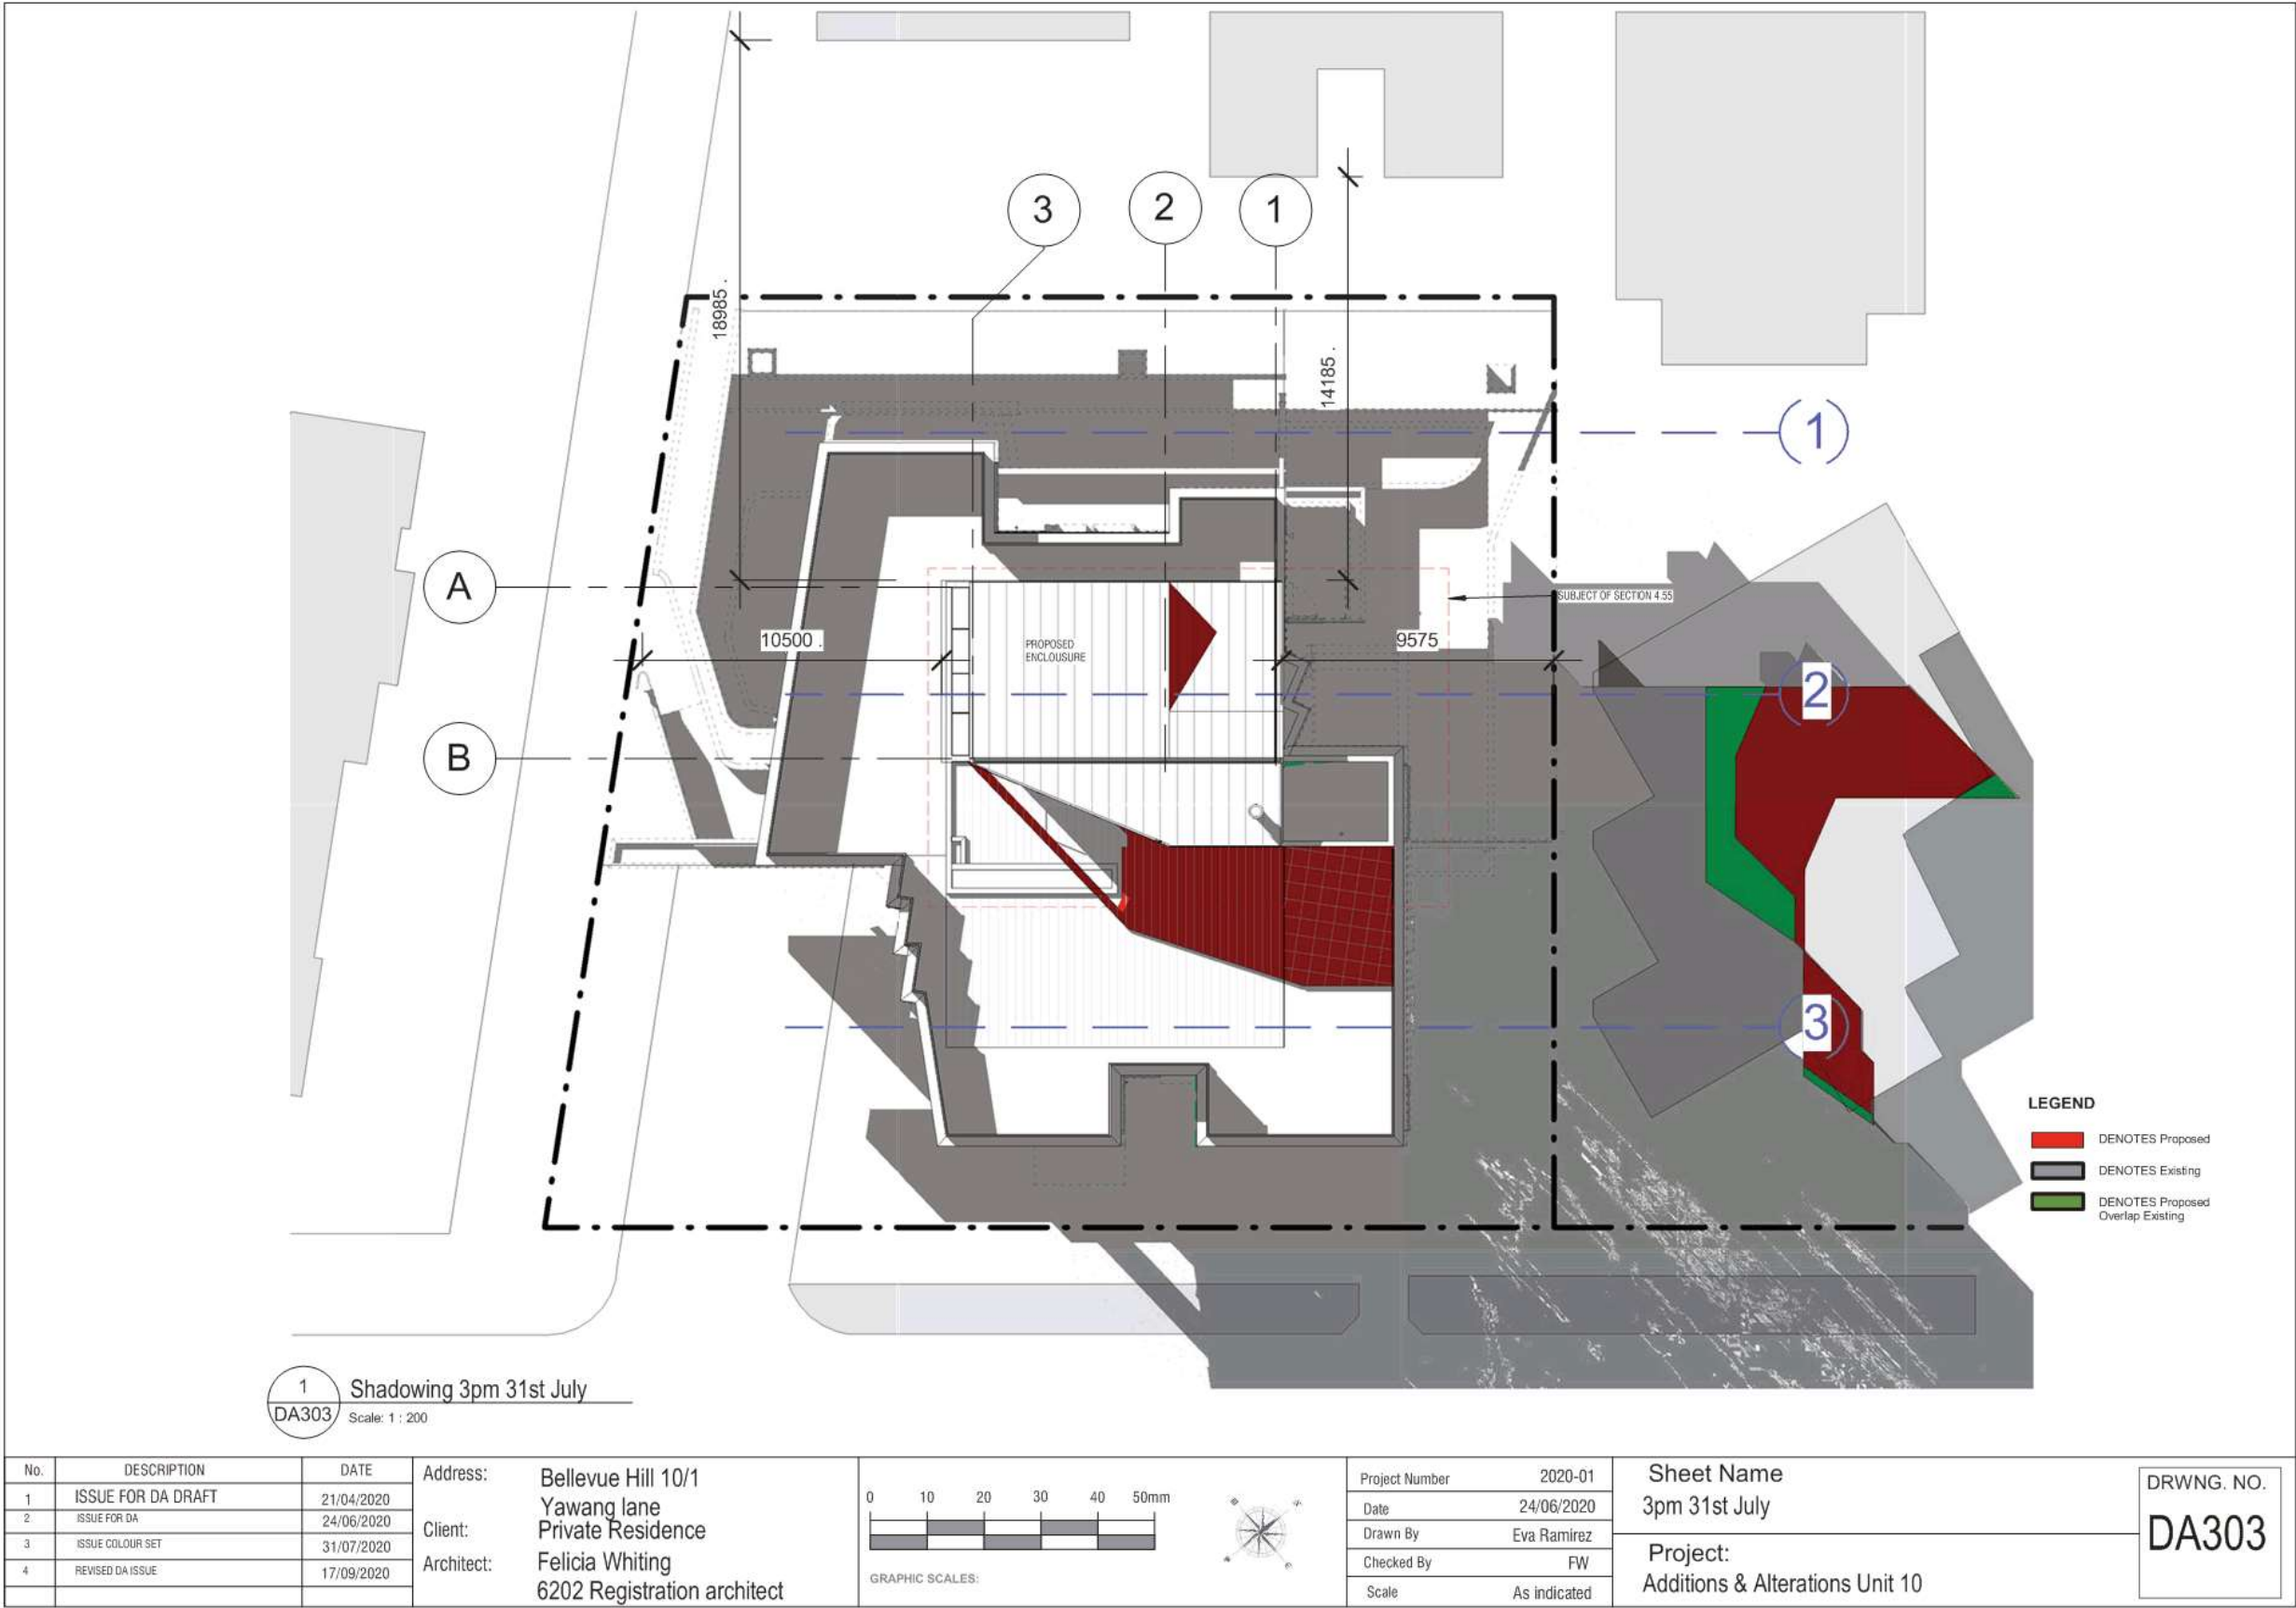 3
2
1
18985 .
14185 .
(1)
A
SUBJECT OF SECTION 4.55
10500 .
PROPOSED
ENCLOUSURE
9575
2
B
3
LEGEND
DENOTES Proposed
DENOTES Existing
DENOTES Proposed
Overlap Existing
1
DA303
Shadowing 3pm 31st July
Scale: 1 : 200
No. DESCRIPTION DATE
1 ISSUE FOR DA DRAFT 21/04/2020
2 ISSUE FOR DA 24/06/2020
3 ISSUE COLOUR SET 31/07/2020
4 REVISED DA ISSUE 17/09/2020
Address: Bellevue Hill 10/1
Yawang lane
Client: Private Residence
Architect: Felicia Whiting
6202 Registration architect
0 10 20 30 40 50mm
GRAPHIC SCALES:
Project Number 2020-01
Date 24/06/2020
Drawn By Eva Ramirez
Checked By FW
Scale As indicated
Sheet Name
3pm 31st July
Project:
Additions & Alterations Unit 10
DRWNG. NO.
DA303